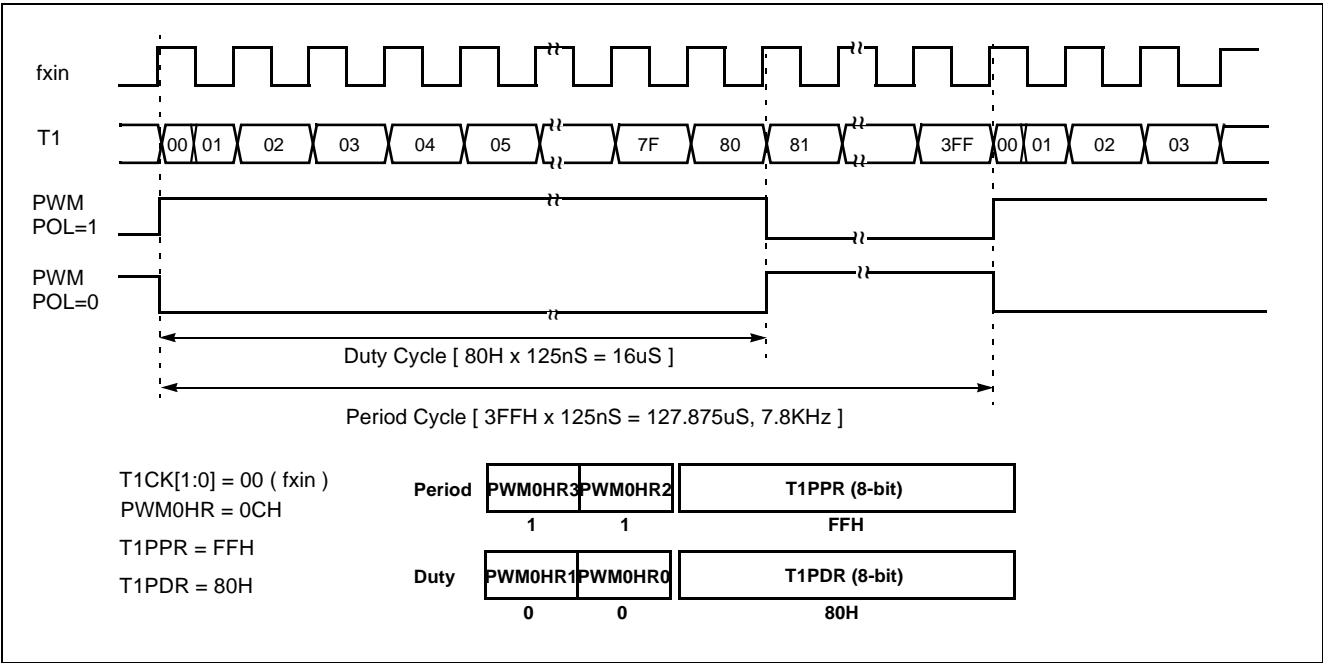 fxin
T1
00 01 02 03 04 05 7F 80 81 3FF 00 01 02 03
PWM
POL=1
PWM
POL=0
Duty Cycle [ 80H x 125nS = 16uS ]
Period Cycle [ 3FFH x 125nS = 127.875uS, 7.8KHz ]
T1CK[1:0] = 00 ( fxin )
PWM0HR = 0CH
T1PPR = FFH
T1PDR = 80H
Period PWM0HR3 PWM0HR2 T1PPR (8-bit)
1 1 FFH
Duty PWM0HR1 PWM0HR0 T1PDR (8-bit)
0 0 80H